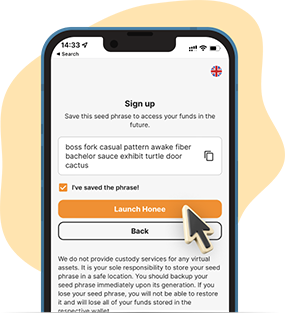 14:33
Search
Sign up
Save this seed phrase to access your funds in the
future.
boss fork casual pattern awake fiber
bachelor sauce exhibit turtle door
cactus
I've saved the phrase!
Launch Honee
Back
We do not provide custody services for any virtual
assets. It is your sole responsibility to store your seed
phrase in a safe location. You should backup your
seed phrase immediately upon its generation. If you
lose your seed phrase, you will not be able to restore
it and will lose all of your funds stored in the
respective wallet.